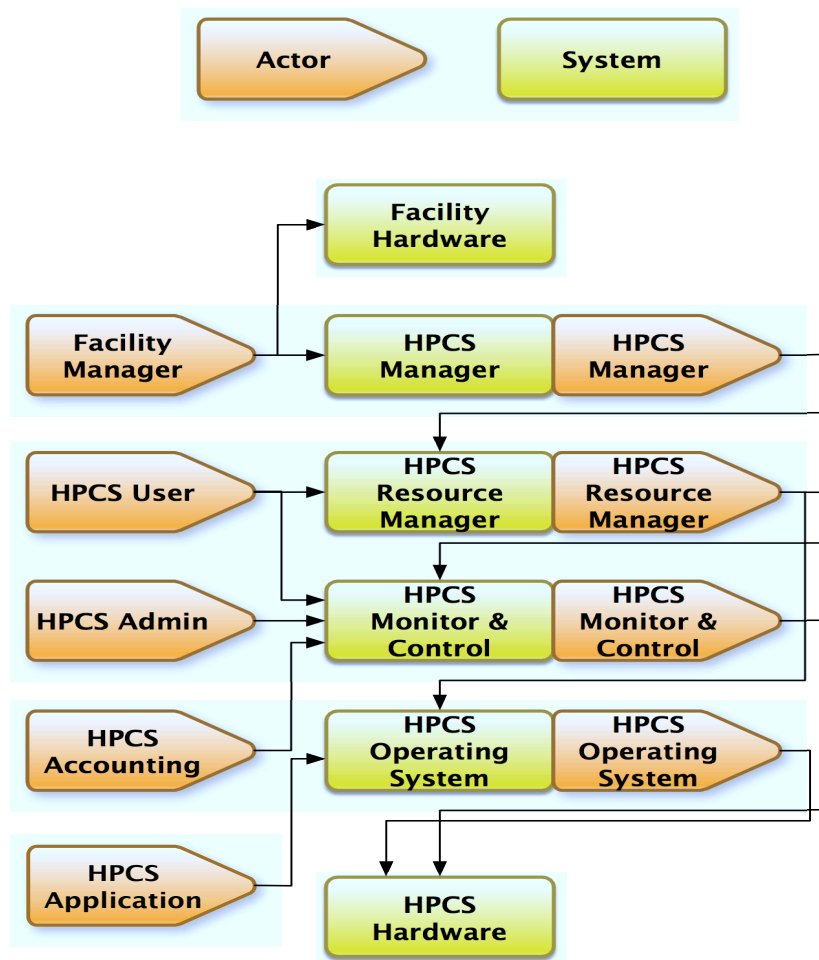 Actor
System
Facility
Hardware
Facility
Manager
HPCS
Manager
HPCS
Manager
HPCS User
HPCS
Resource
Manager
HPCS
Resource
Manager
HPCS Admin
HPCS
Monitor &
Control
HPCS
Monitor &
Control
HPCS
Accounting
HPCS
Operating
System
HPCS
Operating
System
HPCS
Application
HPCS
Hardware